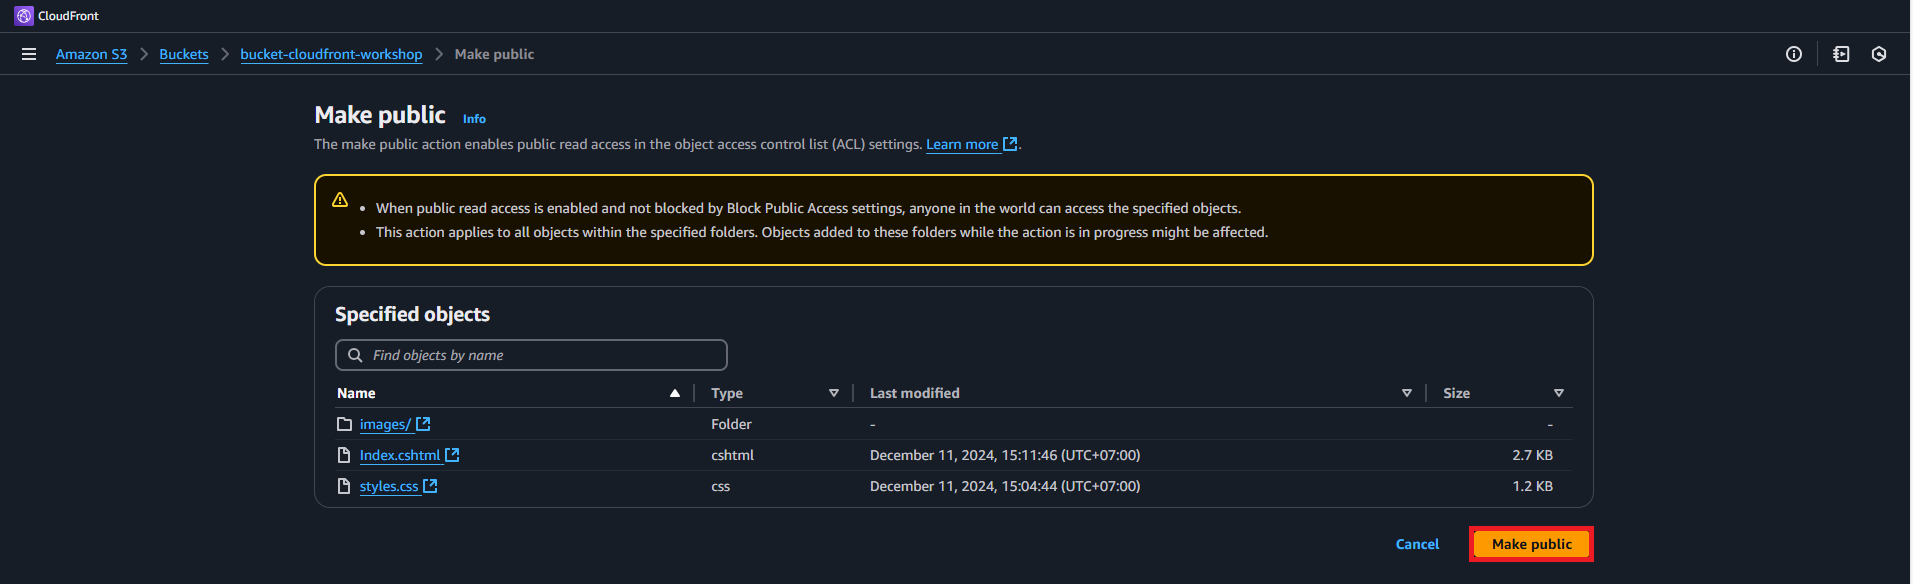 CloudFront
Amazon S3 > Buckets > bucket-cloudfront-workshop > Make public
Make public Info
The make public action enables public read access in the object access control list (ACL) settings. Learn more.
When public read access is enabled and not blocked by Block Public Access settings, anyone in the world can access the specified objects.
This action applies to all objects within the specified folders. Objects added to these folders while the action is in progress might be affected.
Specified objects
Find objects by name
Name Type Last modified Size
images/ Folder - -
Index.cshtml cshtml December 11, 2024, 15:11:46 (UTC+07:00) 2.7 KB
styles.css css December 11, 2024, 15:04:44 (UTC+07:00) 1.2 KB
Cancel Make public